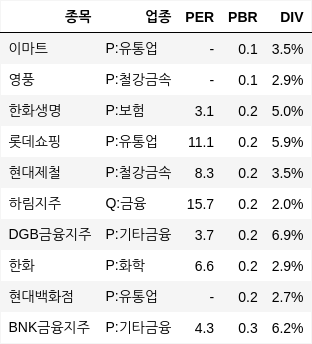 종목 업종 PER PBR DIV
이마트 P:유통업 - 0.1 3.5%
영풍 P:철강금속 - 0.1 2.9%
한화생명 P:보험 3.1 0.2 5.0%
롯데쇼핑 P:유통업 11.1 0.2 5.9%
현대제철 P:철강금속 8.3 0.2 3.5%
하림지주 Q:금융 15.7 0.2 2.0%
DGB금융지주 P:기타금융 3.7 0.2 6.9%
한화 P:화학 6.6 0.2 2.9%
현대백화점 P:유통업 - 0.2 2.7%
BNK금융지주 P:기타금융 4.3 0.3 6.2%